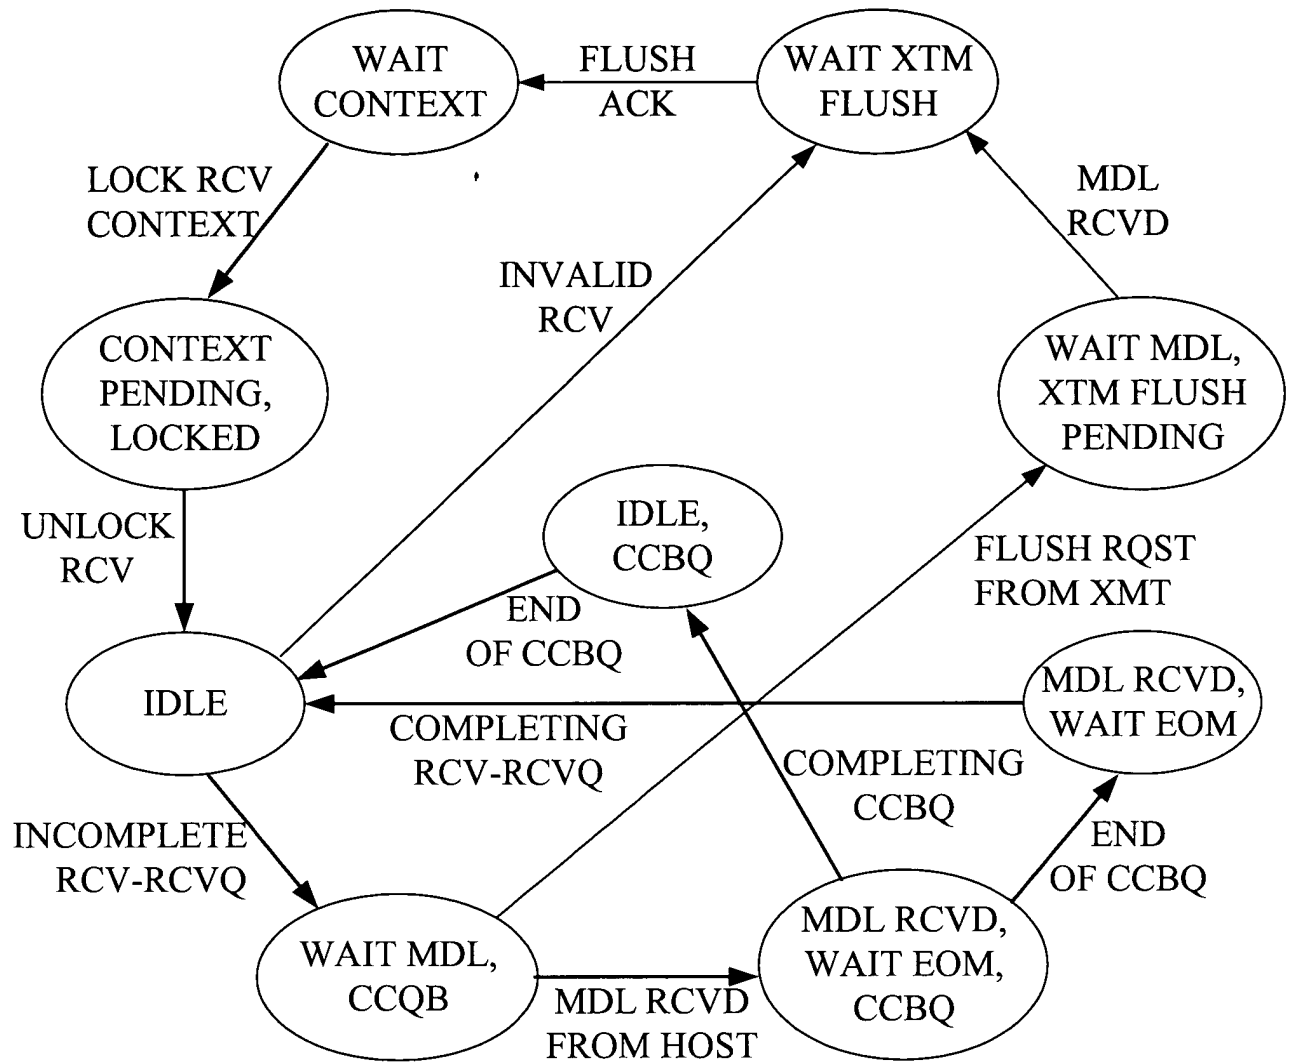 WAIT
CONTEXT
FLUSH
ACK
WAIT XTM
FLUSH
LOCK RCV
CONTEXT
MDL
RCVD
INVALID
RCV
CONTEXT
PENDING,
LOCKED
WAIT MDL,
XTM FLUSH
PENDING
UNLOCK
RCV
IDLE,
CCBQ
FLUSH RQST
FROM XMT
END
OF CCBQ
IDLE
MDL RCVD,
WAIT EOM
COMPLETING
RCV-RCVQ
COMPLETING
CCBQ
INCOMPLETE
RCV-RCVQ
END
OF CCBQ
WAIT MDL,
CCQB
MDL RCVD
FROM HOST
MDL RCVD,
WAIT EOM,
CCBQ